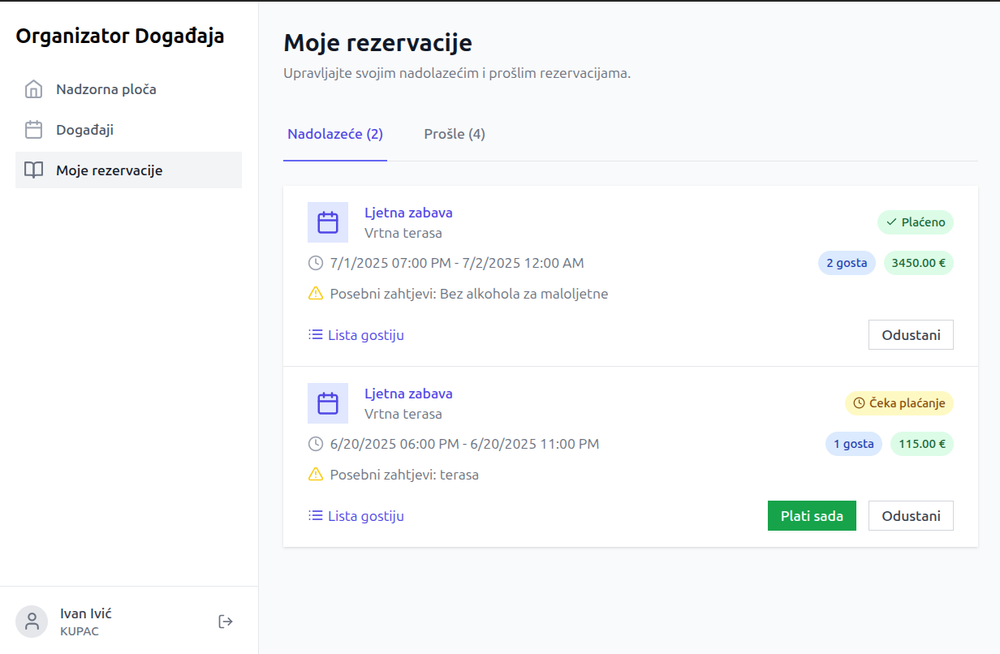 Organizator Događaja
Nadzorna ploča
Događaji
Moje rezervacije
Ivan Ivić
KUPAC
Moje rezervacije
Upravljajte svojim nadolazećim i prošlim rezervacijama.
Nadolazeće (2)
Prošle (4)
Ljetna zabava
Vrtna terasa
Plaćeno
7/1/2025 07:00 PM - 7/2/2025 12:00 AM
2 gosta
3450.00 €
Posebni zahtjevi: Bez alkohola za maloljetne
Lista gostiju
Odustani
Ljetna zabava
Vrtna terasa
Čeka plaćanje
6/20/2025 06:00 PM - 6/20/2025 11:00 PM
1 gosta
115.00 €
Posebni zahtjevi: terasa
Lista gostiju
Plati sada
Odustani